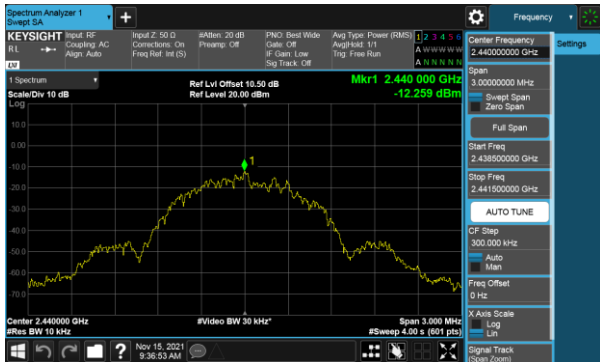 Spectrum Analyzer 1
Swept SA
+
Frequency
KEYSIGHT
RL
Input: RF
Coupling: AC
Align: Auto
Input Z: 50 Ω
Corrections: On
Freq Ref: Int (S)
#Atten: 20 dB
Preamp: Off
PNO: Best Wide
Gate: Off
IF Gain: Low
Sig Track: Off
Avg Type: Power (RMS)
Avg|Hold: 1/1
Trig: Free Run
1 2 3 4 5 6
A W W W W W
A N N N N N
LXI
1 Spectrum
Scale/Div 10 dB
Ref Lvl Offset 10.50 dB
Ref Level 20.00 dBm
Mkr1 2.440 000 GHz
-12.259 dBm
Log
10.0
0.00
-10.0
-20.0
-30.0
-40.0
-50.0
-60.0
-70.0
1
Center 2.440000 GHz
#Res BW 10 kHz
#Video BW 30 kHz*
Span 3.000 MHz
#Sweep 4.00 s (601 pts)
Nov 15, 2021
9:36:53 AM
?
Center Frequency
2.440000000 GHz
Span
3.00000000 MHz
Swept Span
Zero Span
Full Span
Start Freq
2.438500000 GHz
Stop Freq
2.441500000 GHz
AUTO TUNE
CF Step
300.000 kHz
Auto
Man
Freq Offset
0 Hz
X Axis Scale
Log
Lin
Signal Track
(Span Zoom)
Settings